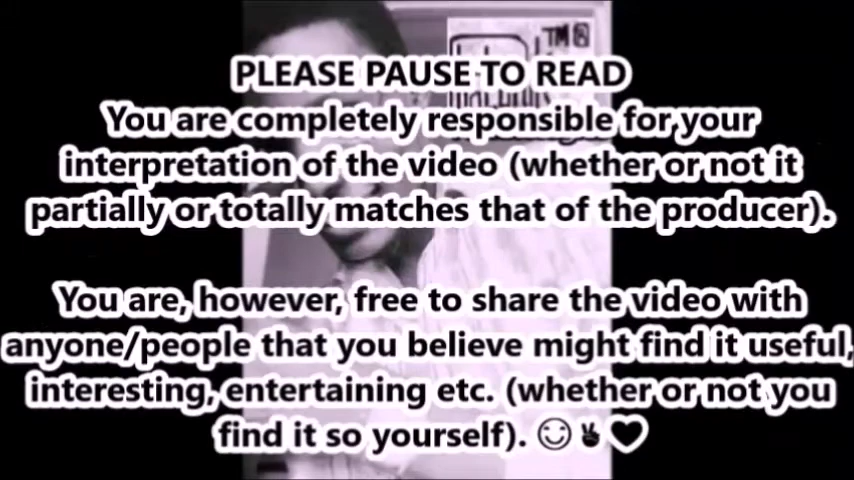 TM®
PLEASE PAUSE TO READ
You are completely responsible for your
interpretation of the video (whether or not it
partially or totally matches that of the producer).
You are, however, free to share the video with
anyone/people that you believe might find it useful,
interesting, entertaining etc. (whether or not you
find it so yourself). ☺✌♡